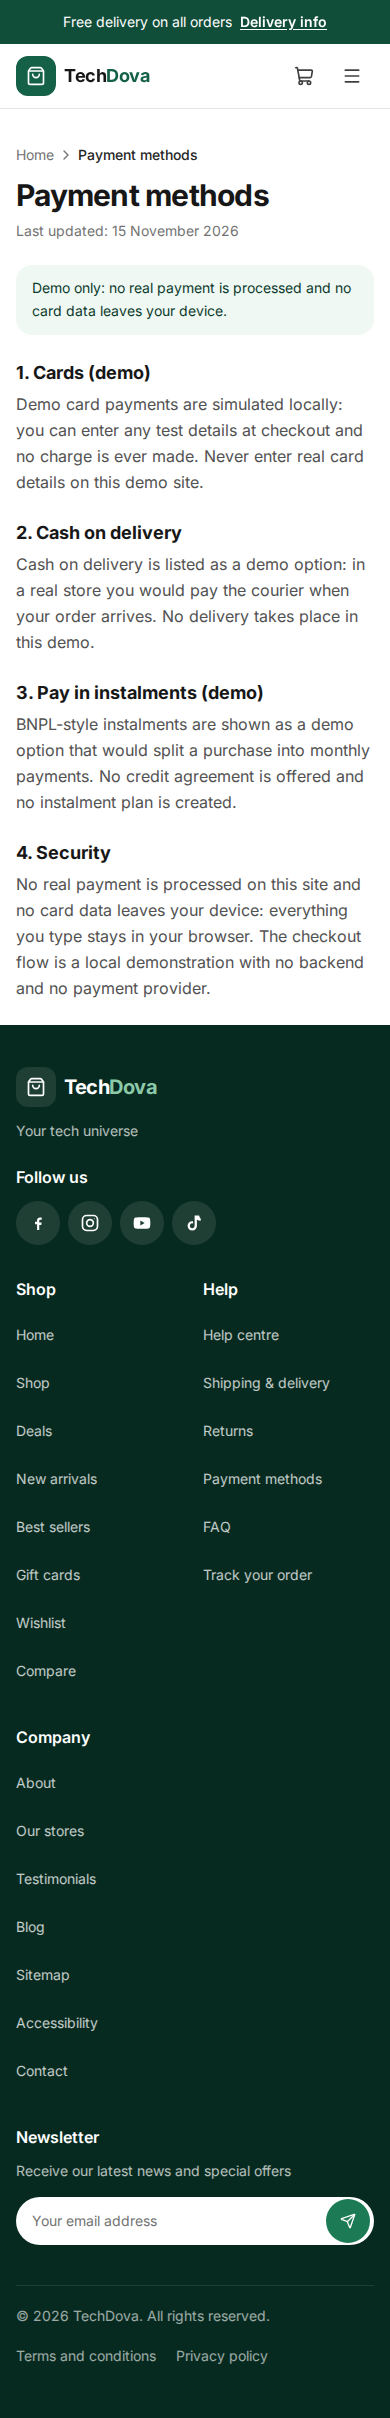 Free delivery on all orders Delivery info
TechDova
Home > Payment methods
Payment methods
Last updated: 15 November 2026
Demo only: no real payment is processed and no
card data leaves your device.
1. Cards (demo)
Demo card payments are simulated locally:
you can enter any test details at checkout and
no charge is ever made. Never enter real card
details on this demo site.
2. Cash on delivery
Cash on delivery is listed as a demo option: in
a real store you would pay the courier when
your order arrives. No delivery takes place in
this demo.
3. Pay in instalments (demo)
BNPL-style instalments are shown as a demo
option that would split a purchase into monthly
payments. No credit agreement is offered and
no instalment plan is created.
4. Security
No real payment is processed on this site and
no card data leaves your device: everything
you type stays in your browser. The checkout
flow is a local demonstration with no backend
and no payment provider.
TechDova
Your tech universe
Follow us
Shop
Home
Shop
Deals
New arrivals
Best sellers
Gift cards
Wishlist
Compare
Help
Help centre
Shipping & delivery
Returns
Payment methods
FAQ
Track your order
Company
About
Our stores
Testimonials
Blog
Sitemap
Accessibility
Contact
Newsletter
Receive our latest news and special offers
Your email address
© 2026 TechDova. All rights reserved.
Terms and conditions Privacy policy